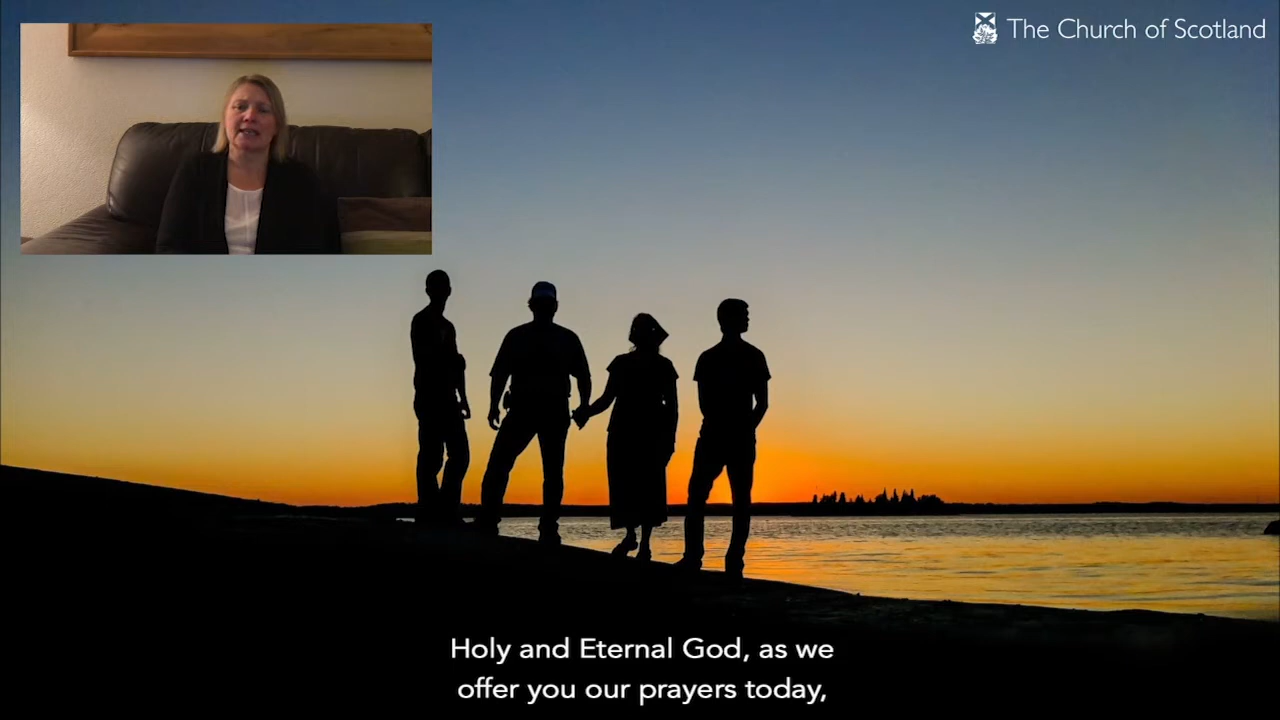 The Church of Scotland
Holy and Eternal God, as we
offer you our prayers today,